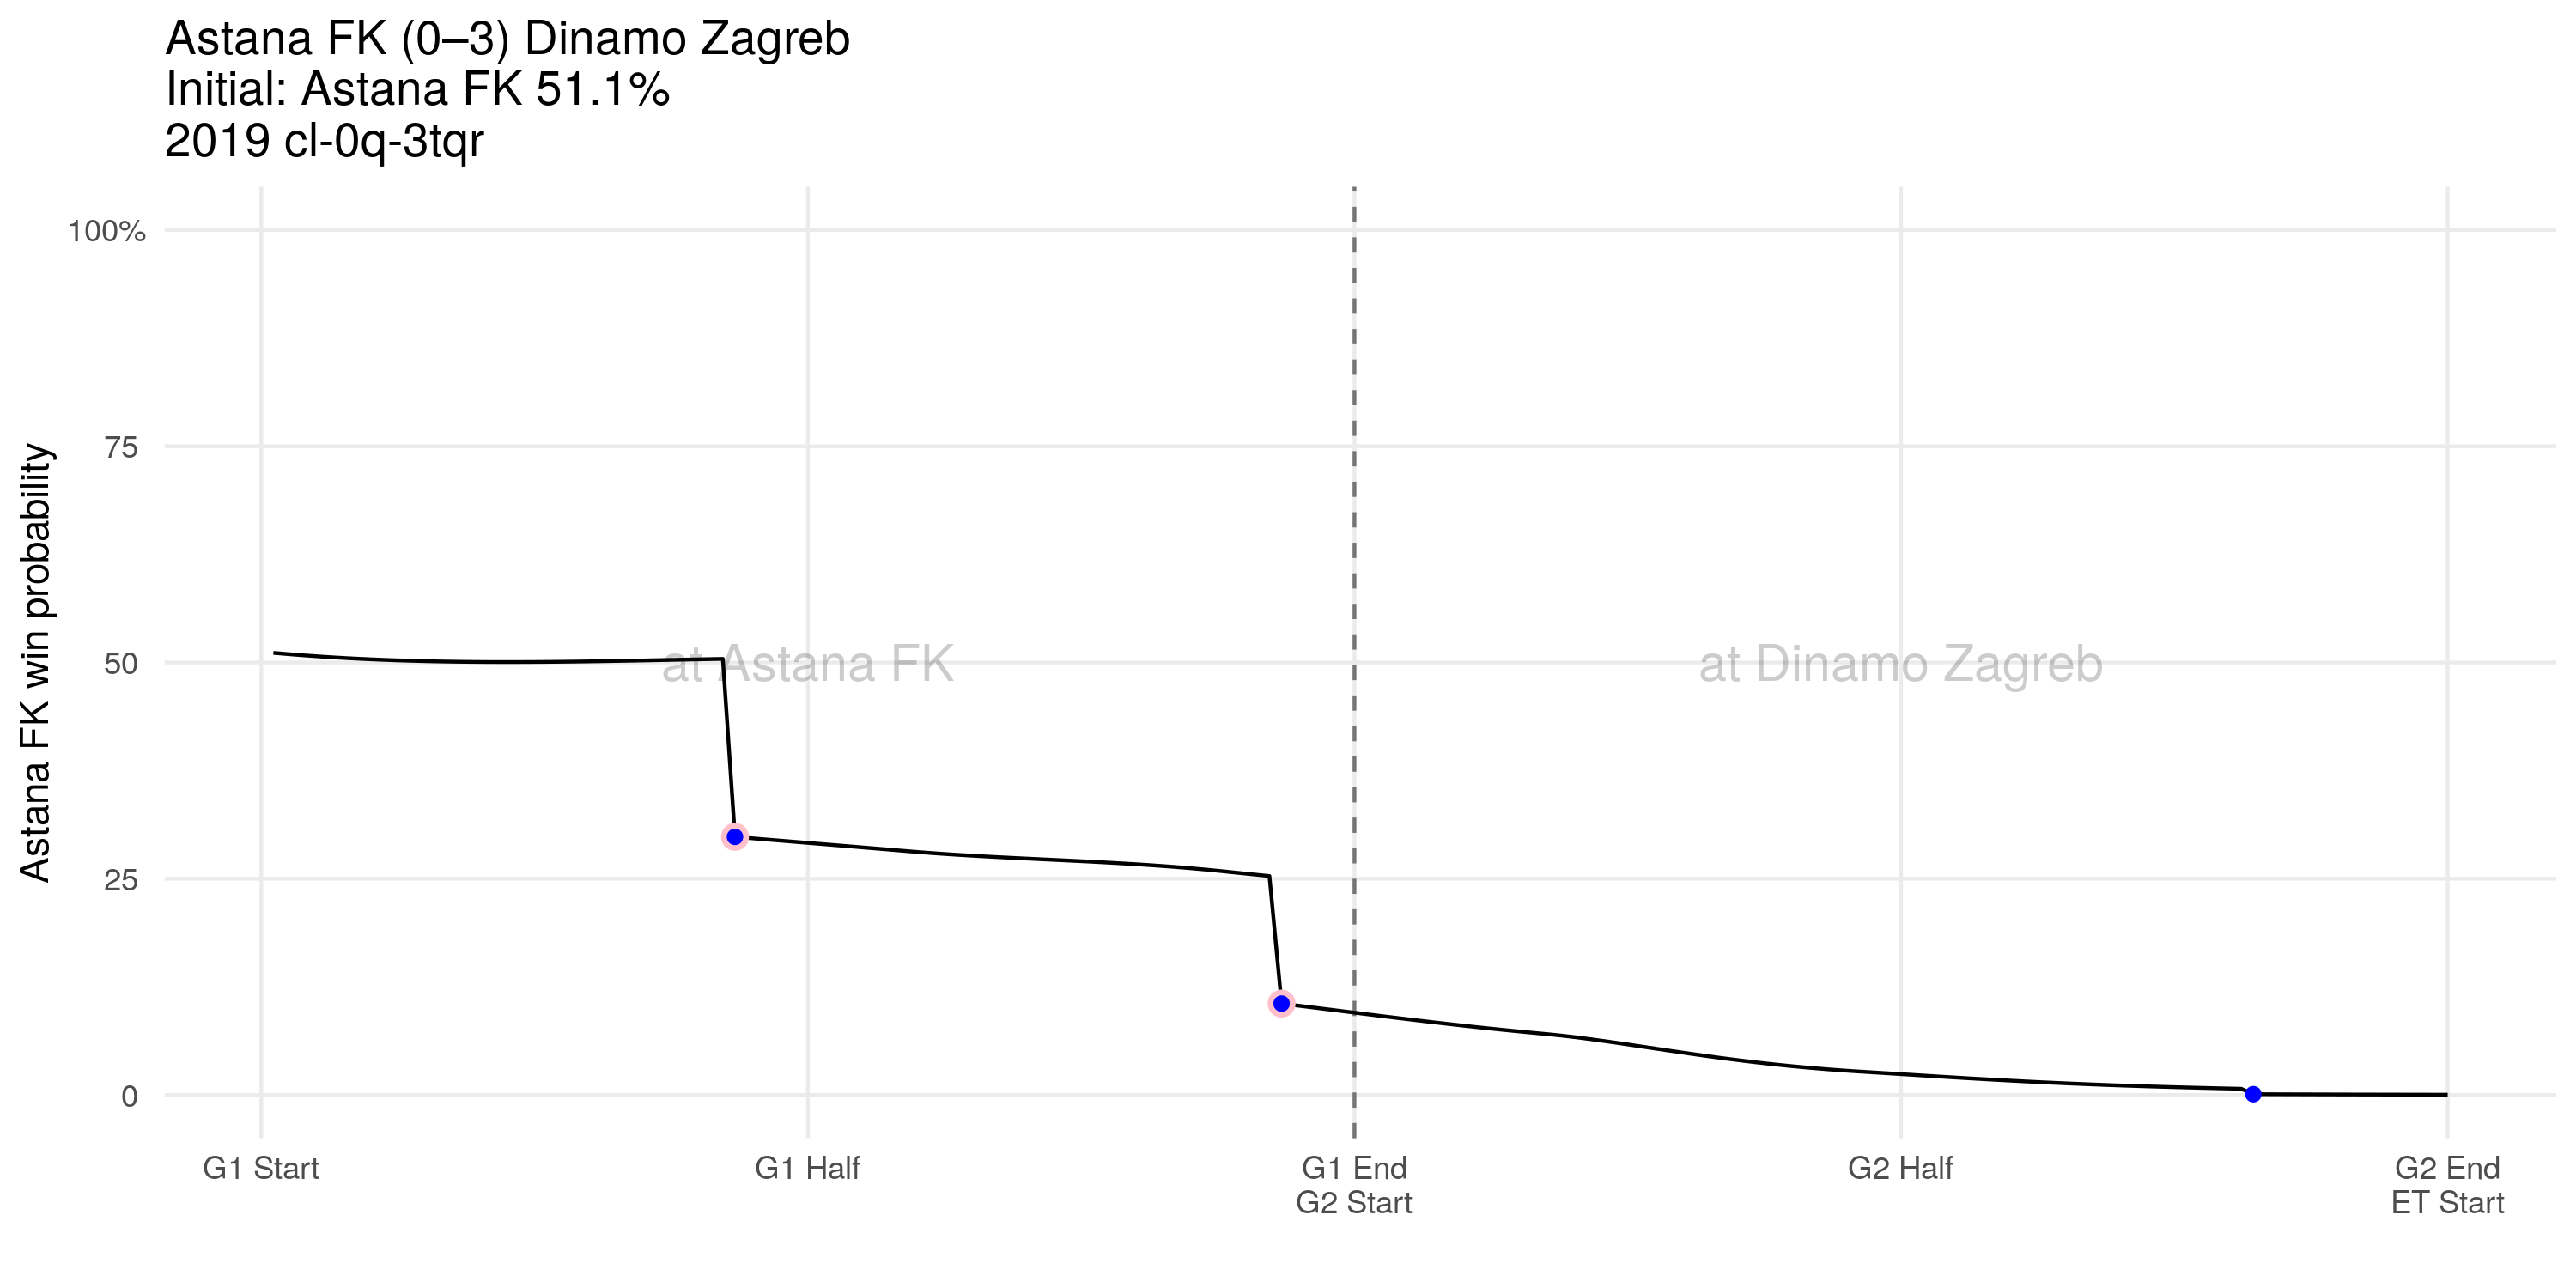 Astana FK (0–3) Dinamo Zagreb
Initial: Astana FK 51.1%
2019 cl-0q-3tqr
Astana FK win probability
100%
75
50
25
0
at Astana FK
at Dinamo Zagreb
G1 Start
G1 Half
G1 End
G2 Start
G2 Half
G2 End
ET Start